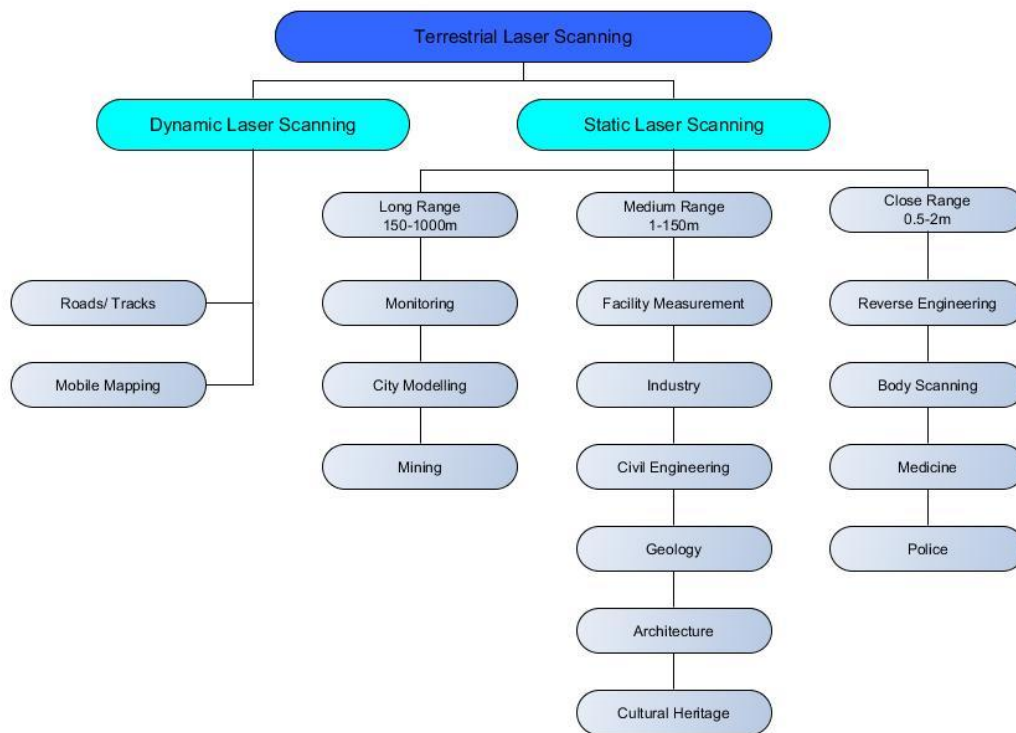 Terrestrial Laser Scanning
Dynamic Laser Scanning
Static Laser Scanning
Long Range
150-1000m
Medium Range
1-150m
Close Range
0.5-2m
Roads/ Tracks
Monitoring
Facility Measurement
Reverse Engineering
Mobile Mapping
City Modelling
Industry
Body Scanning
Mining
Civil Engineering
Medicine
Geology
Police
Architecture
Cultural Heritage